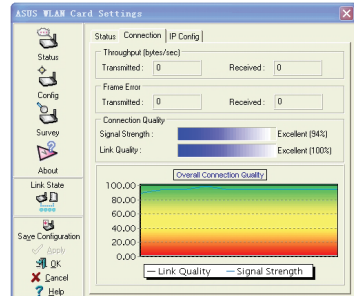 ASUS WLAN Card Settings
Status
Config
Survey
About
Link State
Save Configuration
Apply
OK
Cancel
Help
Status Connection IP Config
Throughput (bytes/sec)
Transmitted: 0 Received: 0
Frame Error
Transmitted: 0 Received: 0
Connection Quality
Signal Strength: Excellent (94%)
Link Quality: Excellent (100%)
Overall Connection Quality
100.00
80.00
60.00
40.00
20.00
0.00
Link Quality Signal Strength